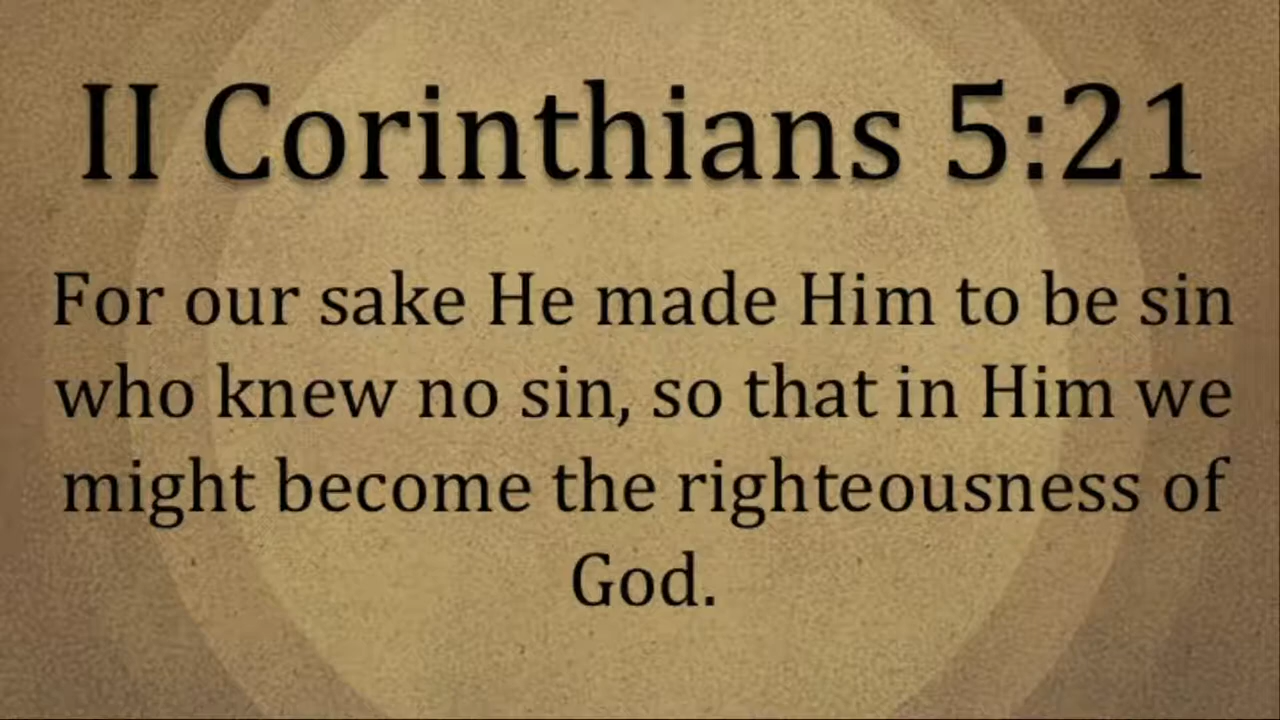 II Corinthians 5:21
For our sake He made Him to be sin
who knew no sin, so that in Him we
might become the righteousness of
God.